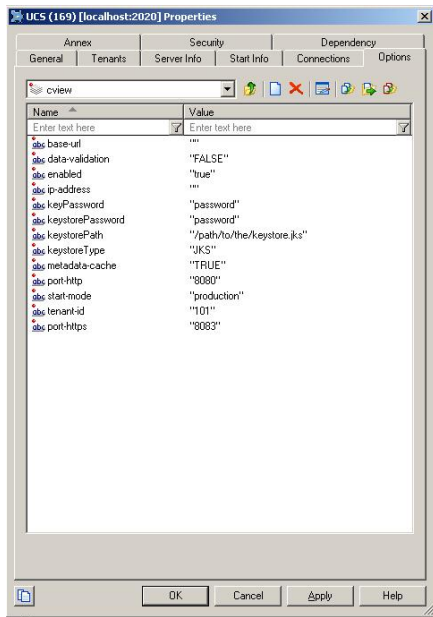 UCS (169) [localhost:2020] Properties
Annex Security Dependency
General Tenants Server Info Start Info Connections Options
cview
Name Value
Enter text here Enter text here
base-url ""
data-validation "FALSE"
enabled "true"
ip-address ""
keyPassword "password"
keystorePassword "password"
keystorePath "/path/to/the/keystore.jks"
keystoreType "JKS"
metadata-cache "TRUE"
port-http "8080"
start-mode "production"
tenant-id "101"
port-https "8083"
OK Cancel Apply Help